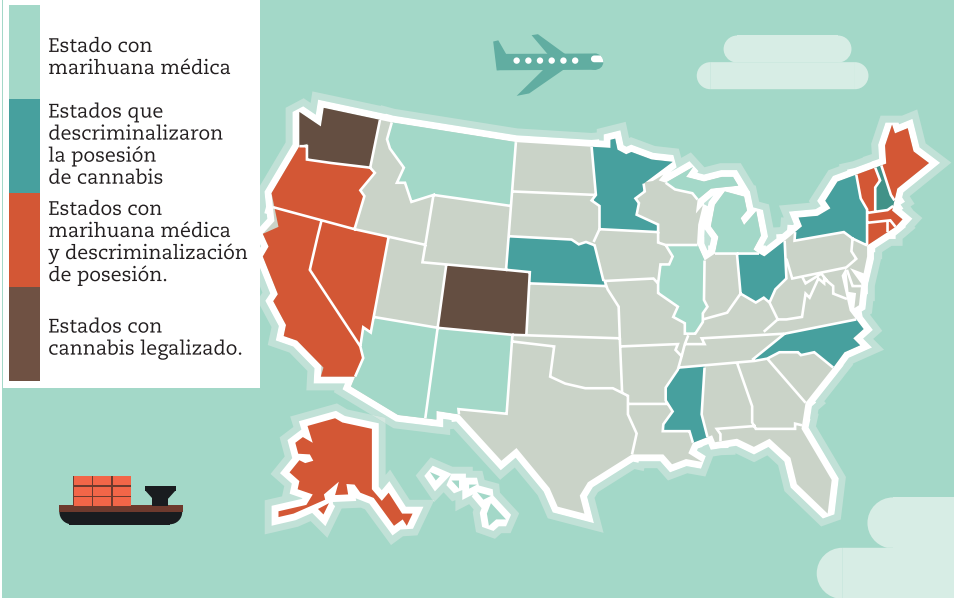 Estado con
marihuana médica
Estados que
descriminalizaron
la posesión
de cannabis
Estados con
marihuana médica
y descriminalización
de posesión.
Estados con
cannabis legalizado.